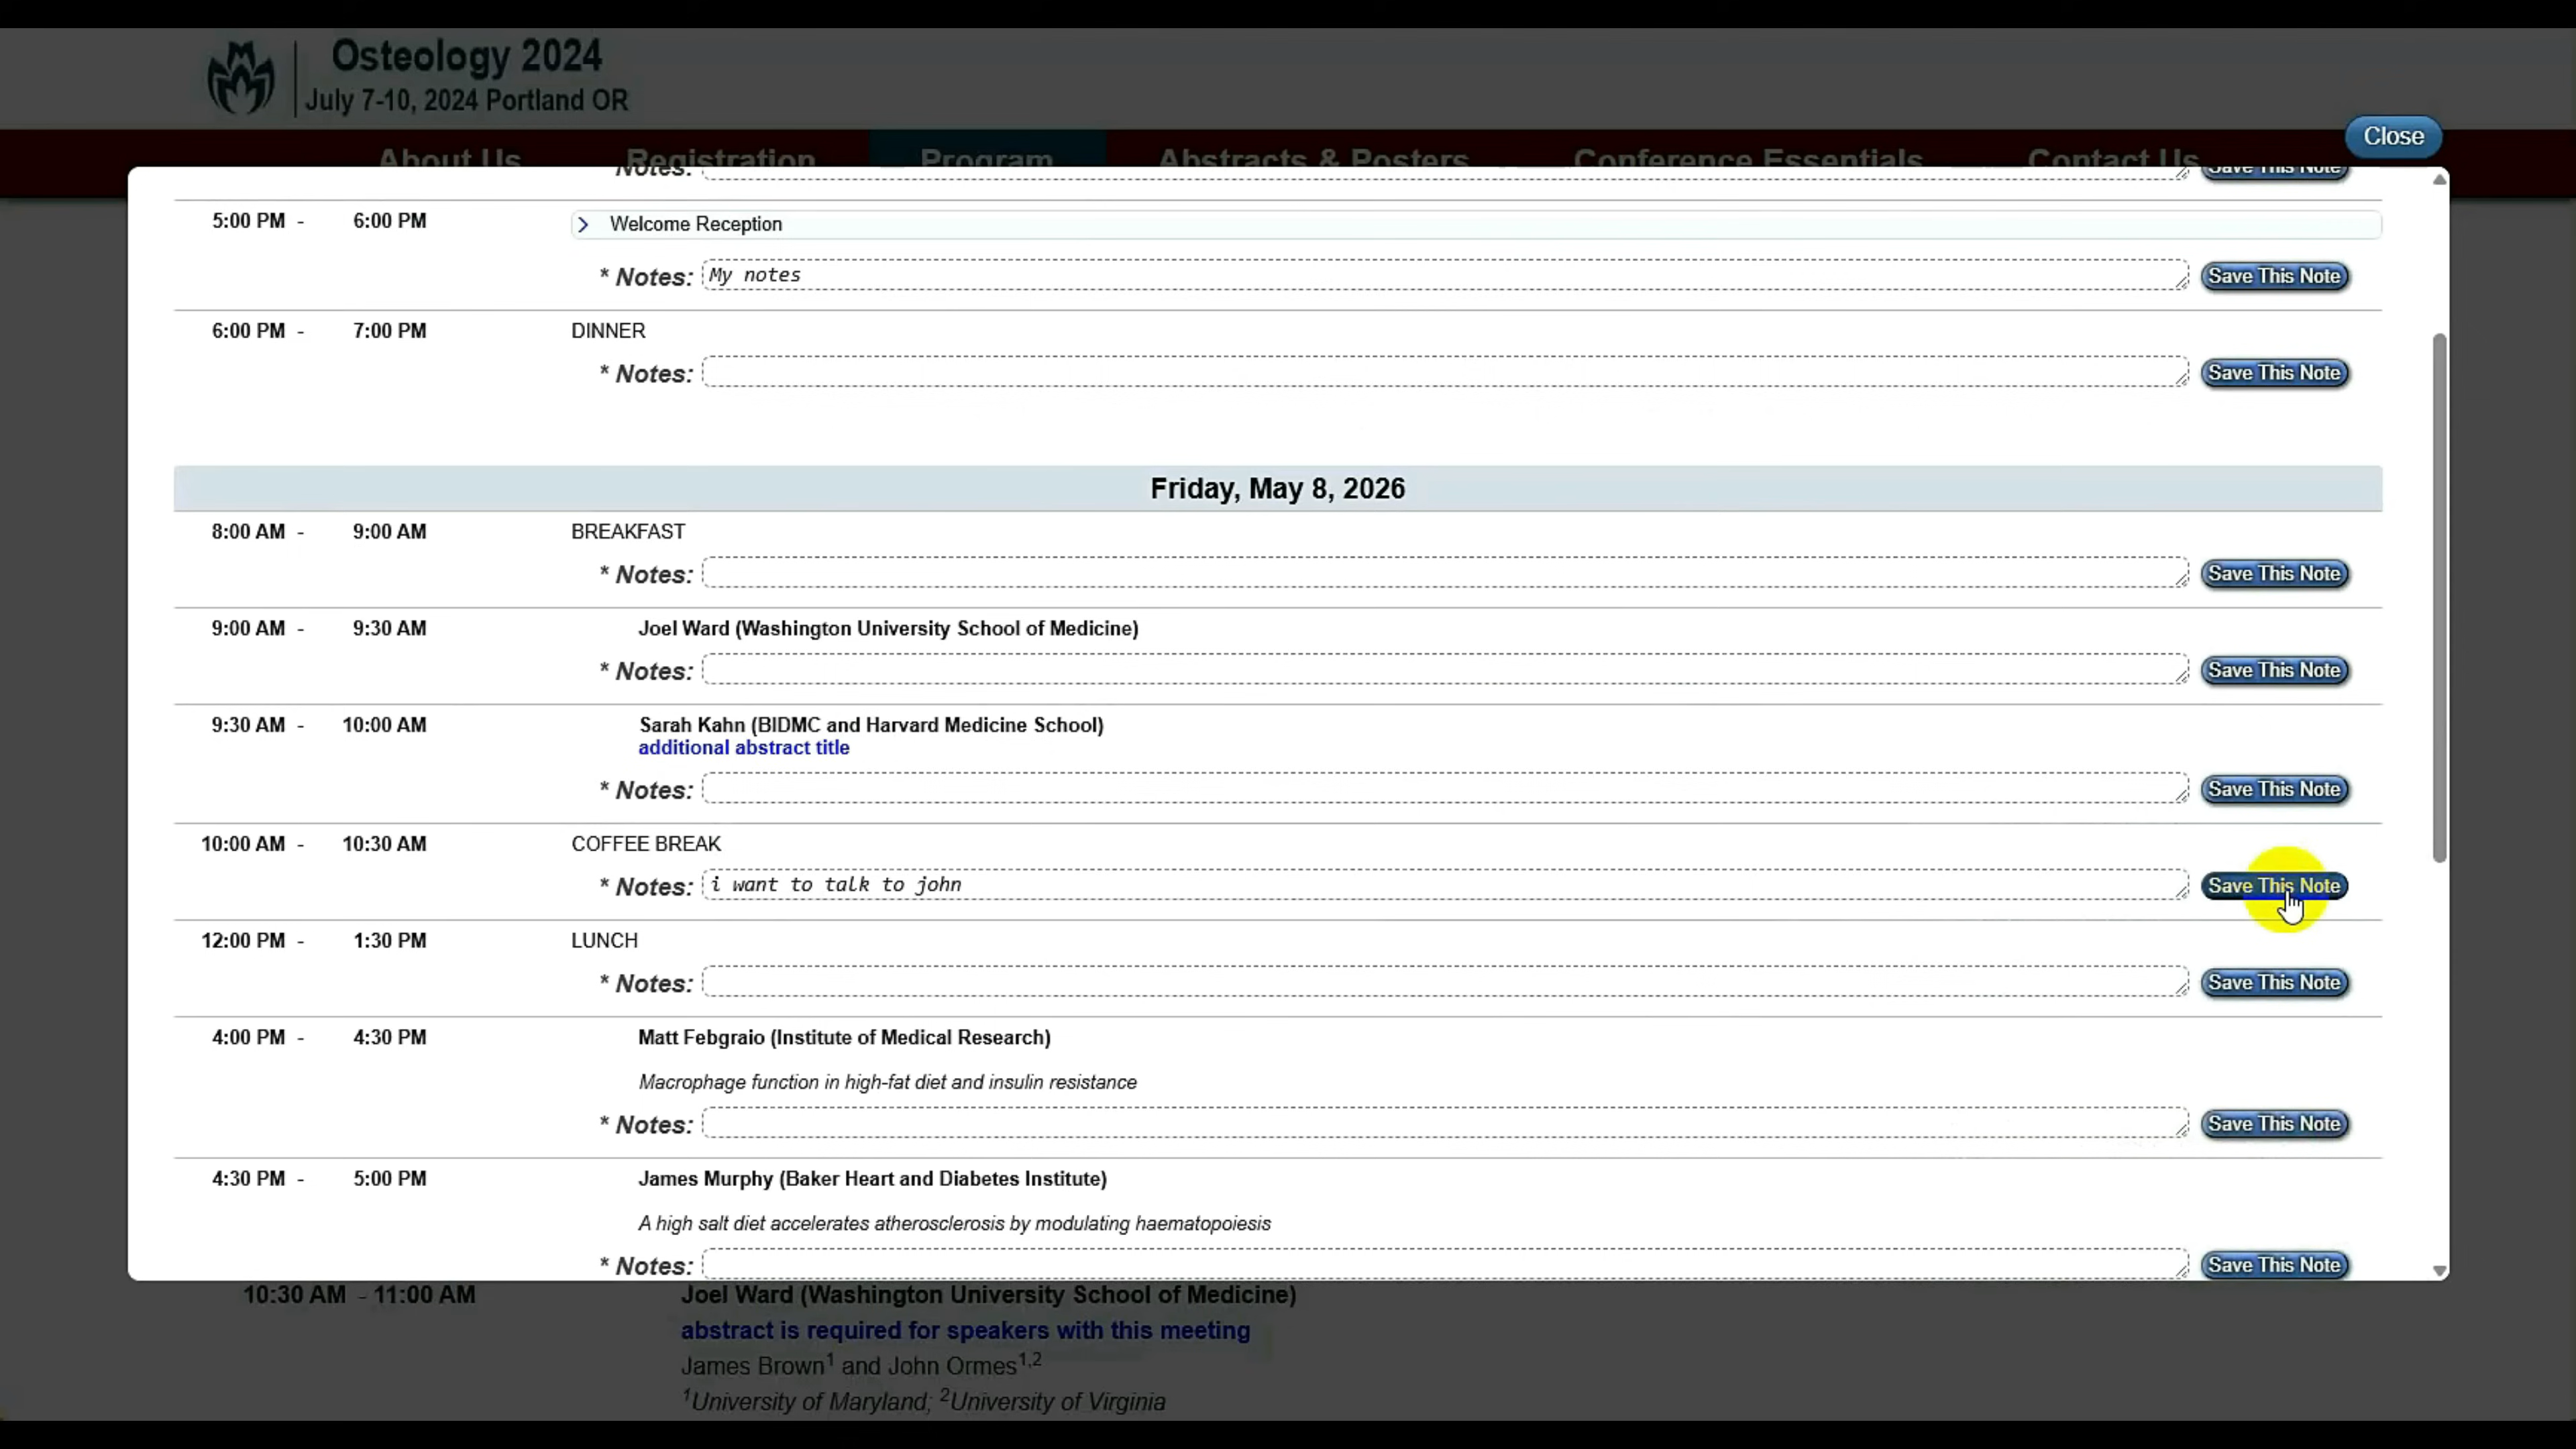 Osteology 2024
July 7-10, 2024 Portland OR
Close
About Us Registration Program Abstracts & Posters Conference Essentials Contact Us
Notes: Save This Note
5:00 PM - 6:00 PM Welcome Reception
* Notes: My notes Save This Note
6:00 PM - 7:00 PM DINNER
* Notes: Save This Note
Friday, May 8, 2026
8:00 AM - 9:00 AM BREAKFAST
* Notes: Save This Note
9:00 AM - 9:30 AM Joel Ward (Washington University School of Medicine)
* Notes: Save This Note
9:30 AM - 10:00 AM Sarah Kahn (BIDMC and Harvard Medicine School)
additional abstract title
* Notes: Save This Note
10:00 AM - 10:30 AM COFFEE BREAK
* Notes: i want to talk to john Save This Note
12:00 PM - 1:30 PM LUNCH
* Notes: Save This Note
4:00 PM - 4:30 PM Matt Febgraio (Institute of Medical Research)
Macrophage function in high-fat diet and insulin resistance
* Notes: Save This Note
4:30 PM - 5:00 PM James Murphy (Baker Heart and Diabetes Institute)
A high salt diet accelerates atherosclerosis by modulating haematopoiesis
* Notes: Save This Note
10:30 AM - 11:00 AM Joel Ward (Washington University School of Medicine)
abstract is required for speakers with this meeting
James Brown¹ and John Ormes¹,²
¹University of Maryland; ²University of Virginia